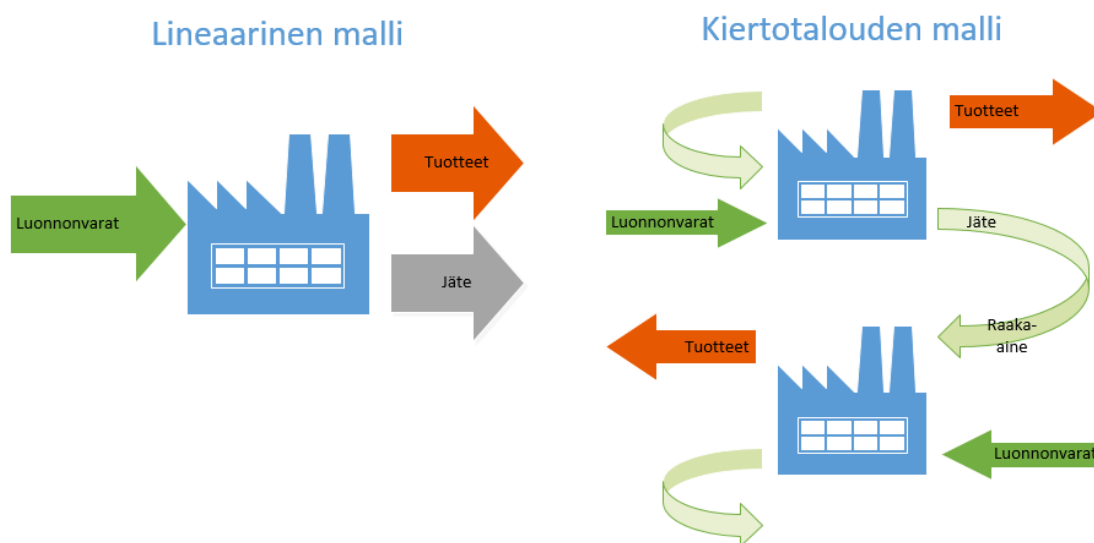 Lineaarinen malli
Luonnonvarat
Tuotteet
Jäte
Kiertotalouden malli
Tuotteet
Luonnonvarat
Jäte
Raaka-
aine
Tuotteet
Luonnonvarat